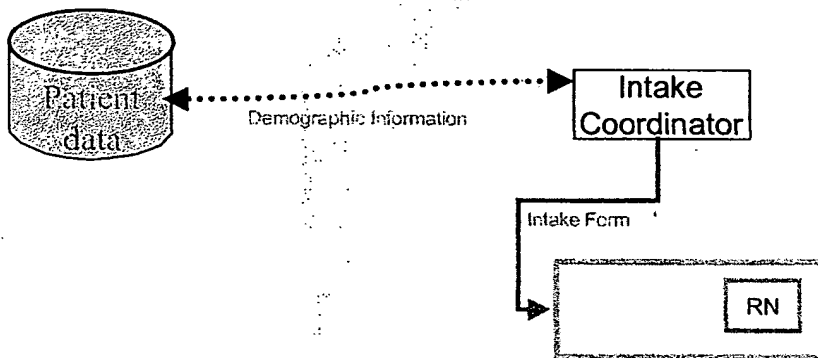 Patient
data
Demographic Information
Intake
Coordinator
Intake Form
RN